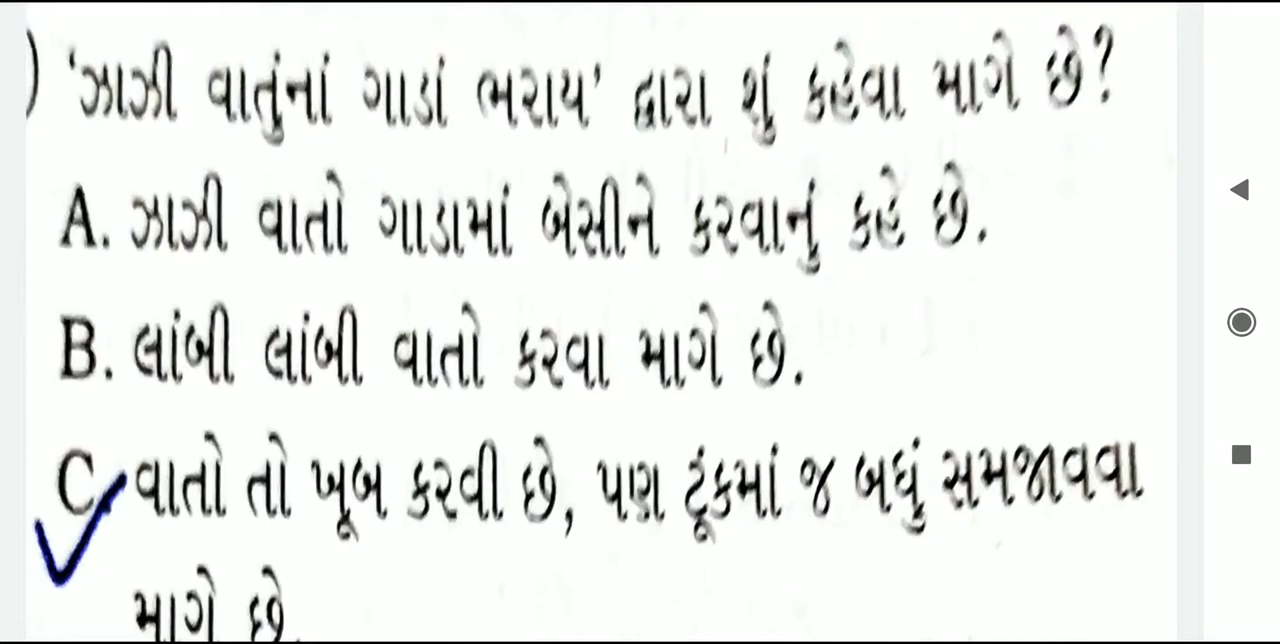 ) 'ઝાઝી વાતુંનાં ગાડાં ભરાય' દ્વારા શું કહેવા માગે છે?
A. ઝાઝી વાતો ગાડામાં બેસીને કરવાનું કહે છે.
B. લાંબી લાંબી વાતો કરવા માગે છે.
C. વાતો તો ખૂબ કરવી છે, પણ ટૂંકમાં જ બધું સમજાવવા
માગે છે.